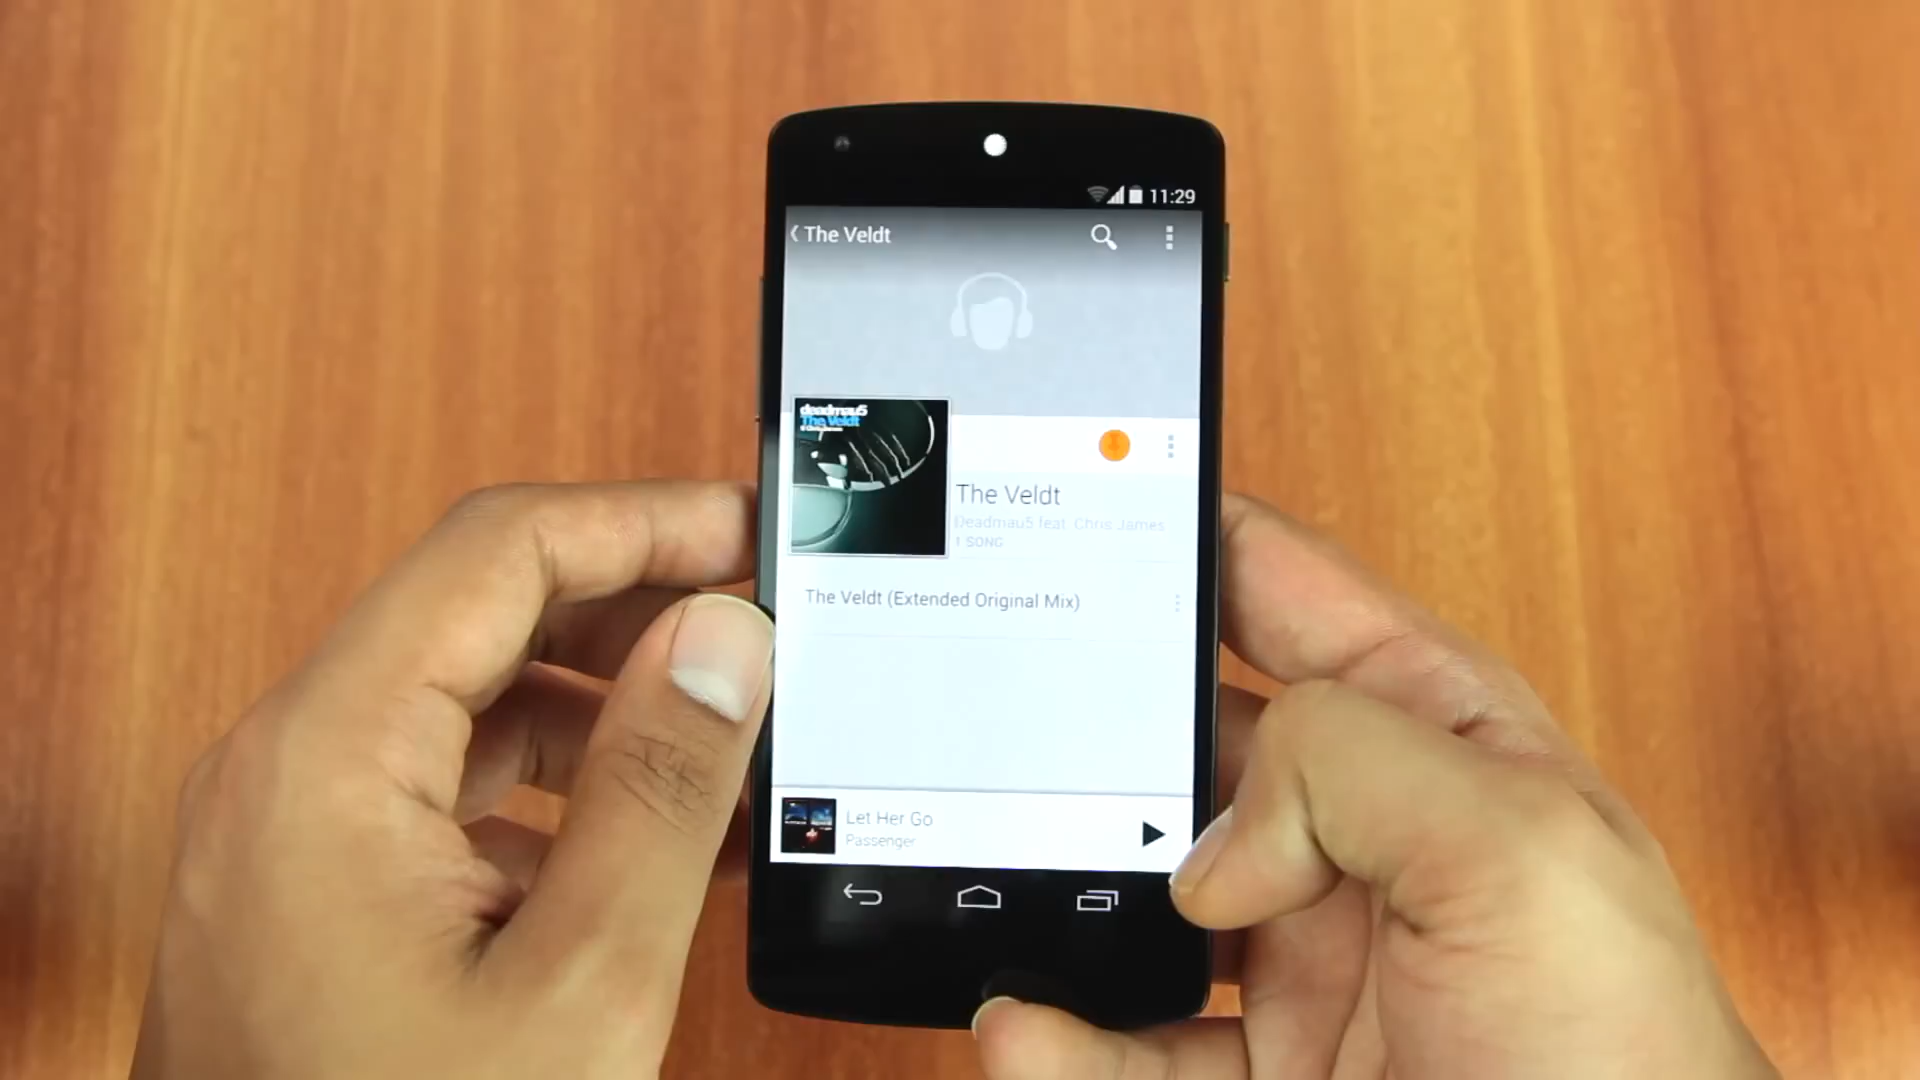 11:29
The Veldt
deadmau5
The Veldt
The Veldt
Deadmau5 feat. Chris James
1 SONG
The Veldt (Extended Original Mix)
Let Her Go
Passenger